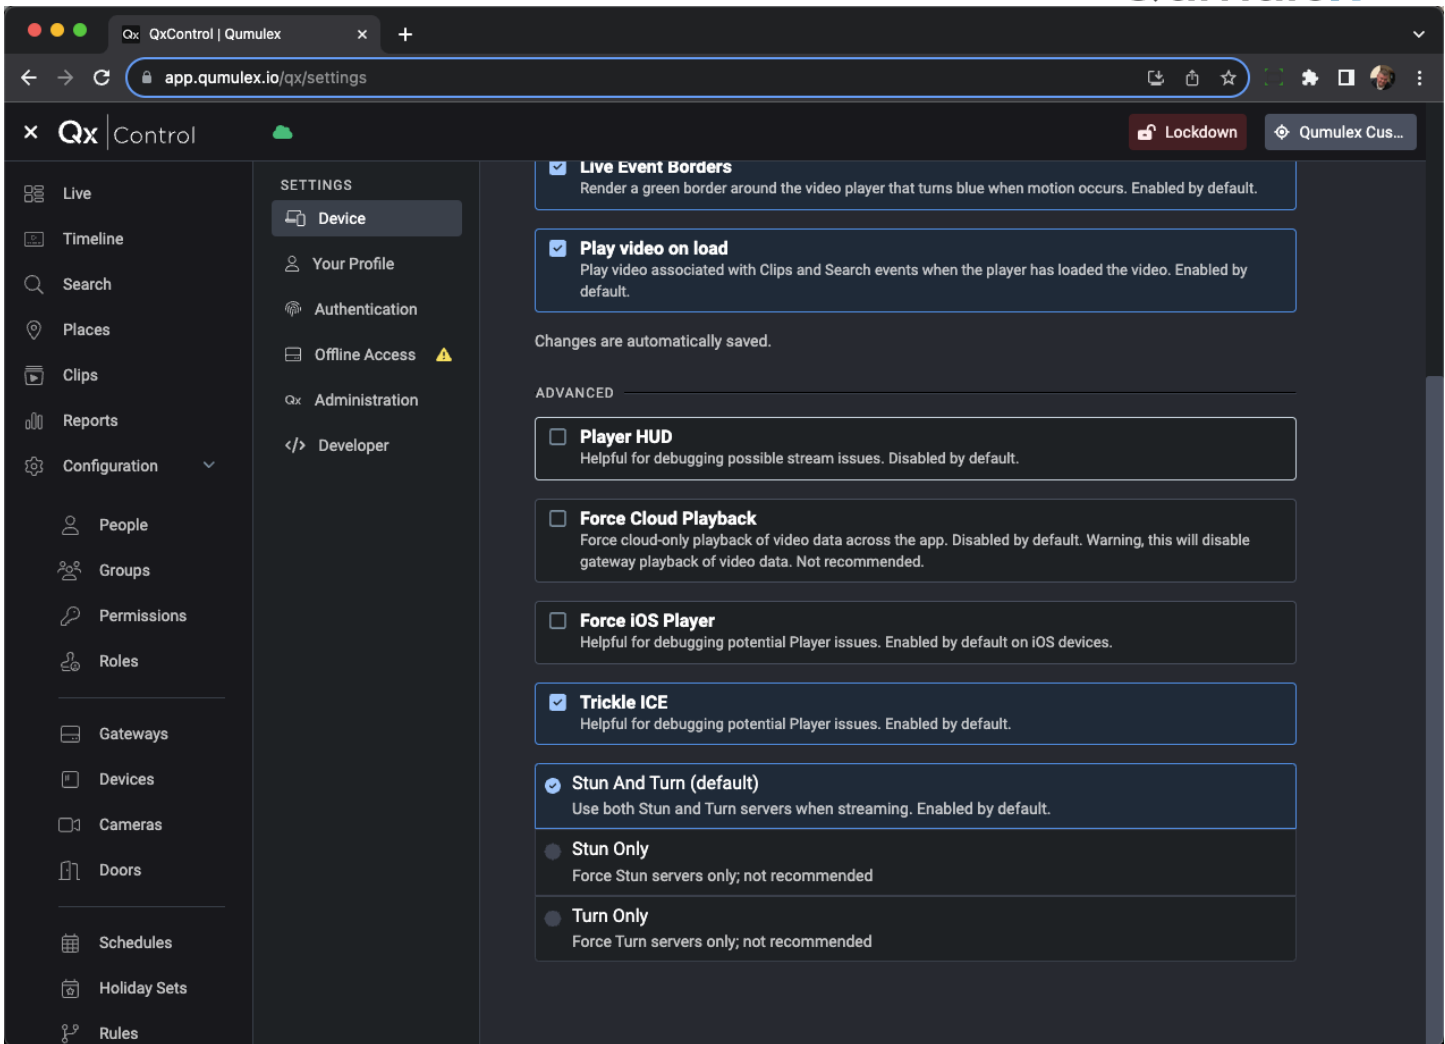 QxControl | Qumulex
app.qumulex.io/qx/settings
Qx Control
Lockdown
Qumulex Cus...
Live
Timeline
Search
Places
Clips
Reports
Configuration
People
Groups
Permissions
Roles
Gateways
Devices
Cameras
Doors
Schedules
Holiday Sets
Rules
SETTINGS
Device
Your Profile
Authentication
Offline Access
Qx Administration
</> Developer
Live Event Borders
Render a green border around the video player that turns blue when motion occurs. Enabled by default.
Play video on load
Play video associated with Clips and Search events when the player has loaded the video. Enabled by
default.
Changes are automatically saved.
ADVANCED
Player HUD
Helpful for debugging possible stream issues. Disabled by default.
Force Cloud Playback
Force cloud-only playback of video data across the app. Disabled by default. Warning, this will disable
gateway playback of video data. Not recommended.
Force iOS Player
Helpful for debugging potential Player issues. Enabled by default on iOS devices.
Trickle ICE
Helpful for debugging potential Player issues. Enabled by default.
Stun And Turn (default)
Use both Stun and Turn servers when streaming. Enabled by default.
Stun Only
Force Stun servers only; not recommended
Turn Only
Force Turn servers only; not recommended